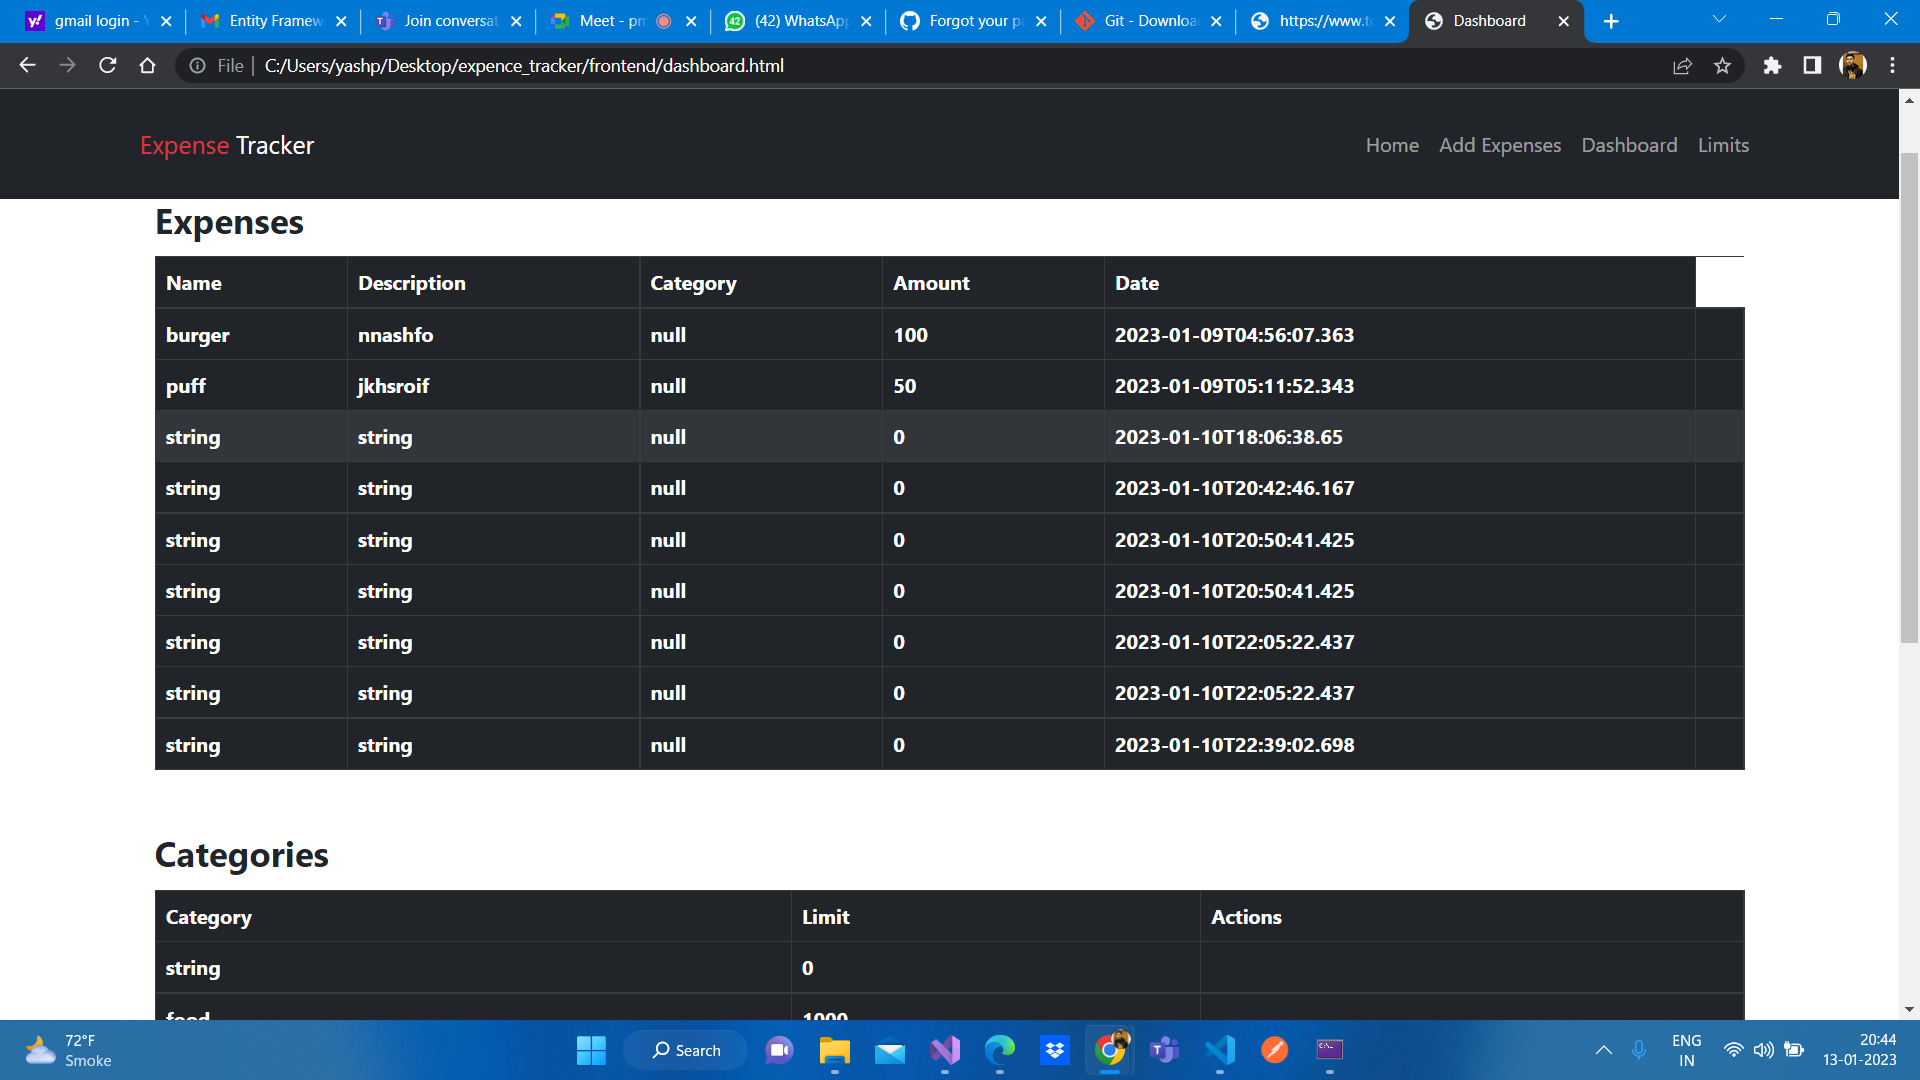 gmail login - Y
Entity Framew
Join conversat
Meet - pm
(42) WhatsApp
Forgot your pa
Git - Downloa
https://www.te
Dashboard
File
C:/Users/yashp/Desktop/expence_tracker/frontend/dashboard.html
Expense Tracker
Home Add Expenses Dashboard Limits
Expenses
Name Description Category Amount Date
burger nnashfo null 100 2023-01-09T04:56:07.363
puff jkhsroif null 50 2023-01-09T05:11:52.343
string string null 0 2023-01-10T18:06:38.65
string string null 0 2023-01-10T20:42:46.167
string string null 0 2023-01-10T20:50:41.425
string string null 0 2023-01-10T20:50:41.425
string string null 0 2023-01-10T22:05:22.437
string string null 0 2023-01-10T22:05:22.437
string string null 0 2023-01-10T22:39:02.698
Categories
Category Limit Actions
string 0
food 1000
72°F
Smoke
Search
ENG
IN
20:44
13-01-2023